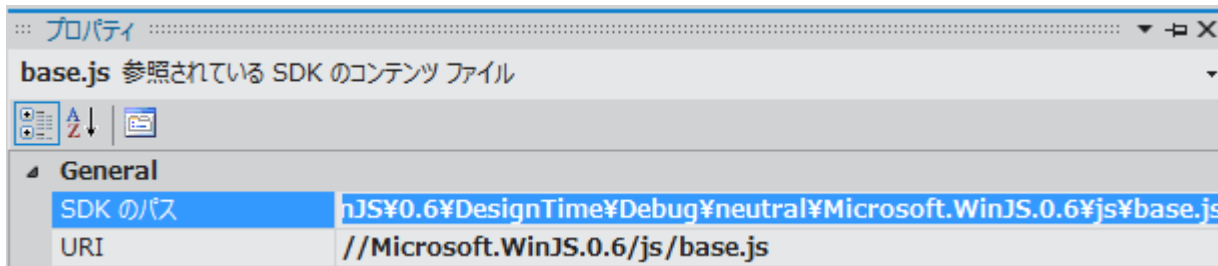 プロパティ
base.js 参照されている SDK のコンテンツ ファイル
General
SDK のパス nJS¥0.6¥DesignTime¥Debug¥neutral¥Microsoft.WinJS.0.6¥js¥base.js
URI //Microsoft.WinJS.0.6/js/base.js